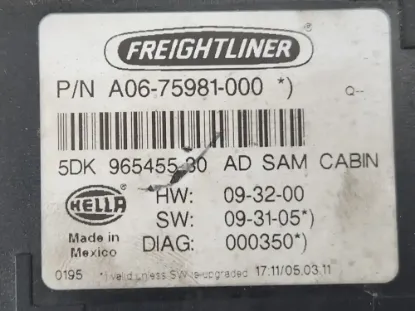 FREIGHTLINER
P/N A06-75981-000 *) Q--
5DK 965455-30 AD SAM CABIN
HELLA
HW: 09-32-00
SW: 09-31-05*)
Made in Mexico
DIAG: 000350*)
0195 *) valid unless SW is upgraded 17:11/05.03.11